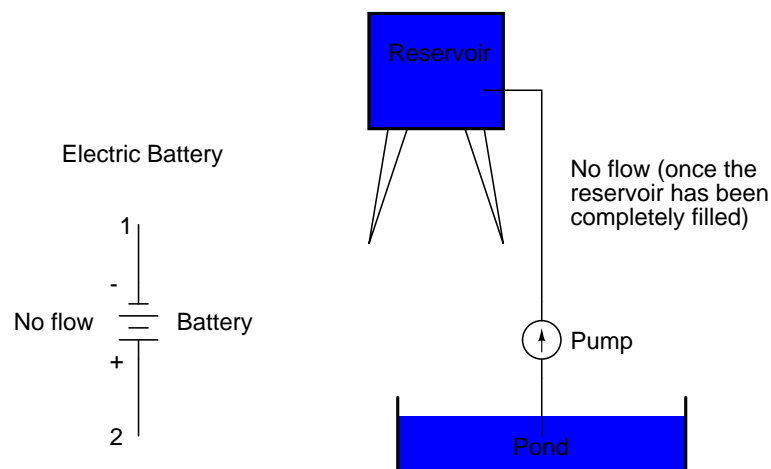 Reservoir
Electric Battery
No flow (once the
reservoir has been
completely filled)
1
-
No flow
Battery
+
Pump
2
Pond